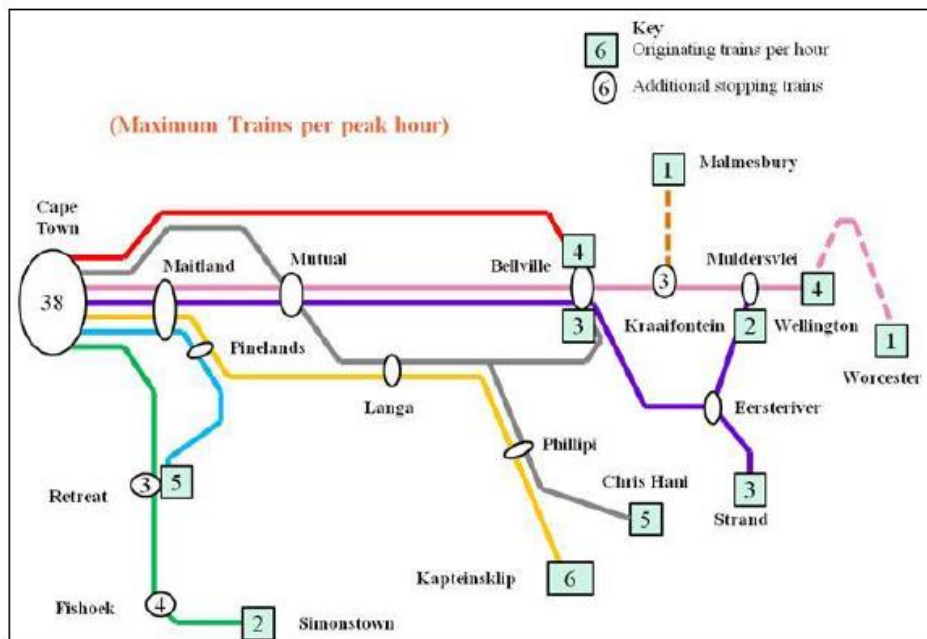 Key
6 Originating trains per hour
6 Additional stopping trains
(Maximum Trains per peak hour)
1 Malmesbury
Cape
Town
38
Maitland
Mutual
Bellville
4
3
3
Muldersvlei
Kraaifontein
2
4
Wellington
1
Worcester
Pinelands
Langa
Eersteriver
Phillipi
Chris Hani
5
3
Strand
Retreat
3
5
Kapteinsklip
6
Fishoek
4
2
Simonstown